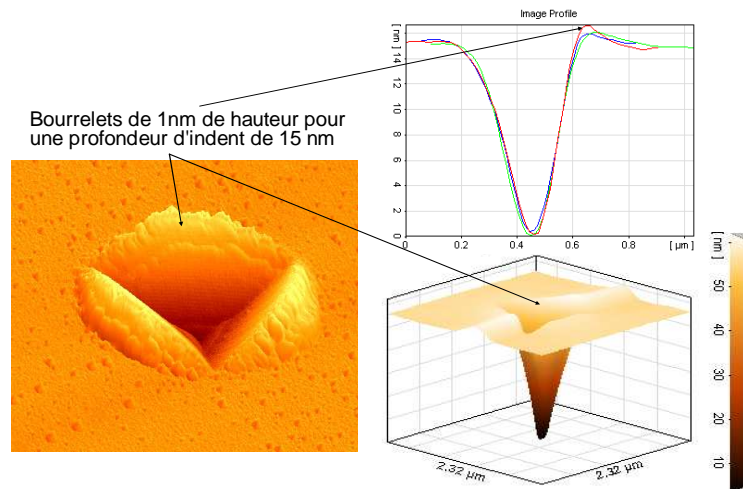 Image Profile
[ nm ]
14
12
10
8
6
4
2
0
0 0.2 0.4 0.6 0.8 [ µm ]
Bourrelets de 1nm de hauteur pour
une profondeur d'indent de 15 nm
[ nm ]
50
40
30
20
10
2.32 µm
2.32 µm